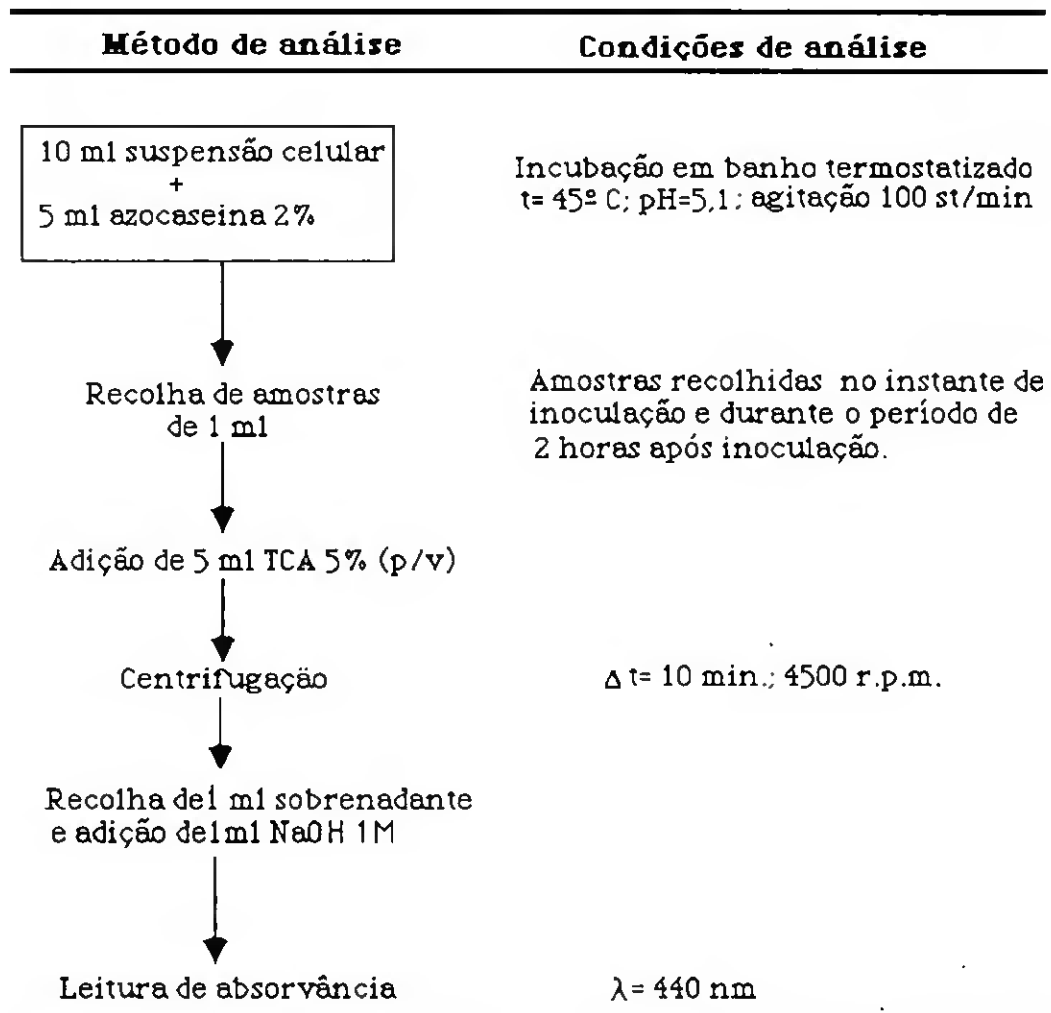 Método de análise Condições de análise
10 ml suspensão celular
+
5 ml azocaseina 2%
Incubação em banho termostatizado
t= 45º C; pH=5,1; agitação 100 st/min
Recolha de amostras
de 1 ml
Amostras recolhidas no instante de
inoculação e durante o período de
2 horas após inoculação.
Adição de 5 ml TCA 5% (p/v)
Centrifugação Δ t= 10 min.; 4500 r.p.m.
Recolha de1 ml sobrenadante
e adição de1ml NaOH 1M
Leitura de absorvância λ= 440 nm